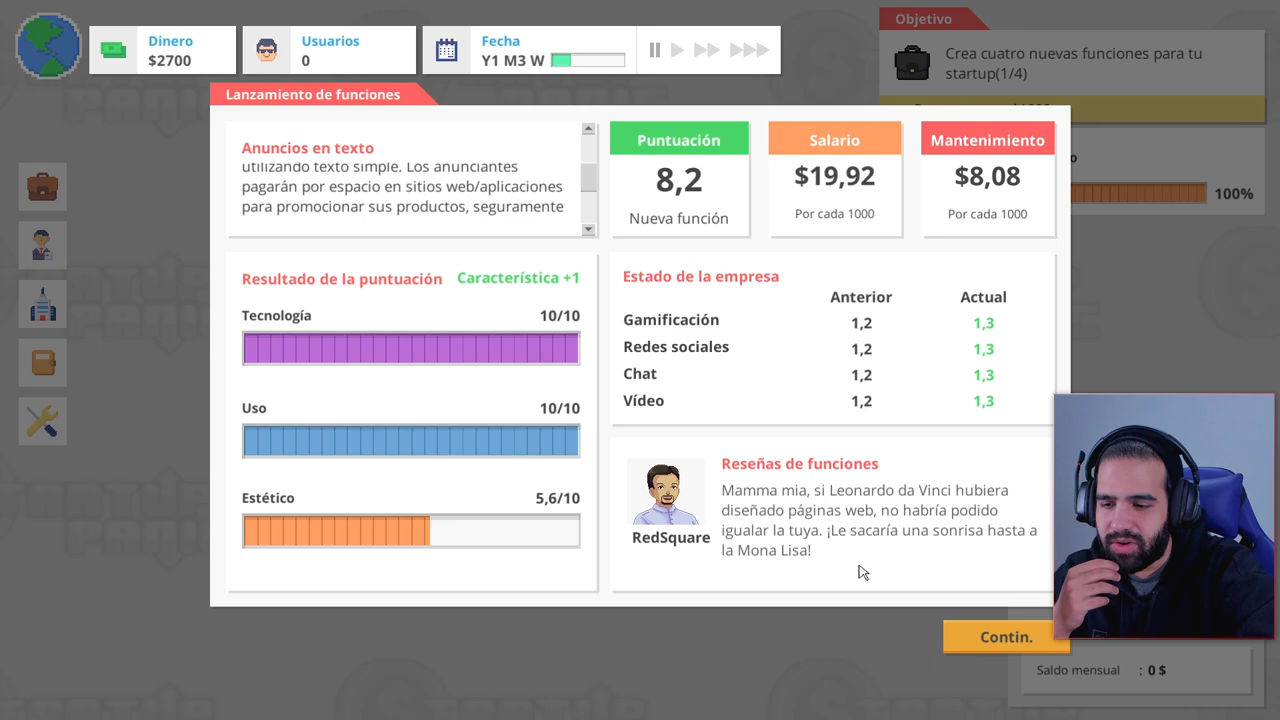 Dinero
$2700
Usuarios
0
Fecha
Y1 M3 W
Objetivo
Crea cuatro nuevas funciones para tu
startup(1/4)
100%
Lanzamiento de funciones
Anuncios en texto
utilizando texto simple. Los anunciantes
pagarán por espacio en sitios web/aplicaciones
para promocionar sus productos, seguramente
Puntuación
8,2
Nueva función
Salario
$19,92
Por cada 1000
Mantenimiento
$8,08
Por cada 1000
Resultado de la puntuación Característica +1
Tecnología 10/10
Uso 10/10
Estético 5,6/10
Estado de la empresa
Anterior Actual
Gamificación 1,2 1,3
Redes sociales 1,2 1,3
Chat 1,2 1,3
Vídeo 1,2 1,3
RedSquare
Reseñas de funciones
Mamma mia, si Leonardo da Vinci hubiera
diseñado páginas web, no habría podido
igualar la tuya. ¡Le sacaría una sonrisa hasta a
la Mona Lisa!
Contin.
Saldo mensual : 0 $